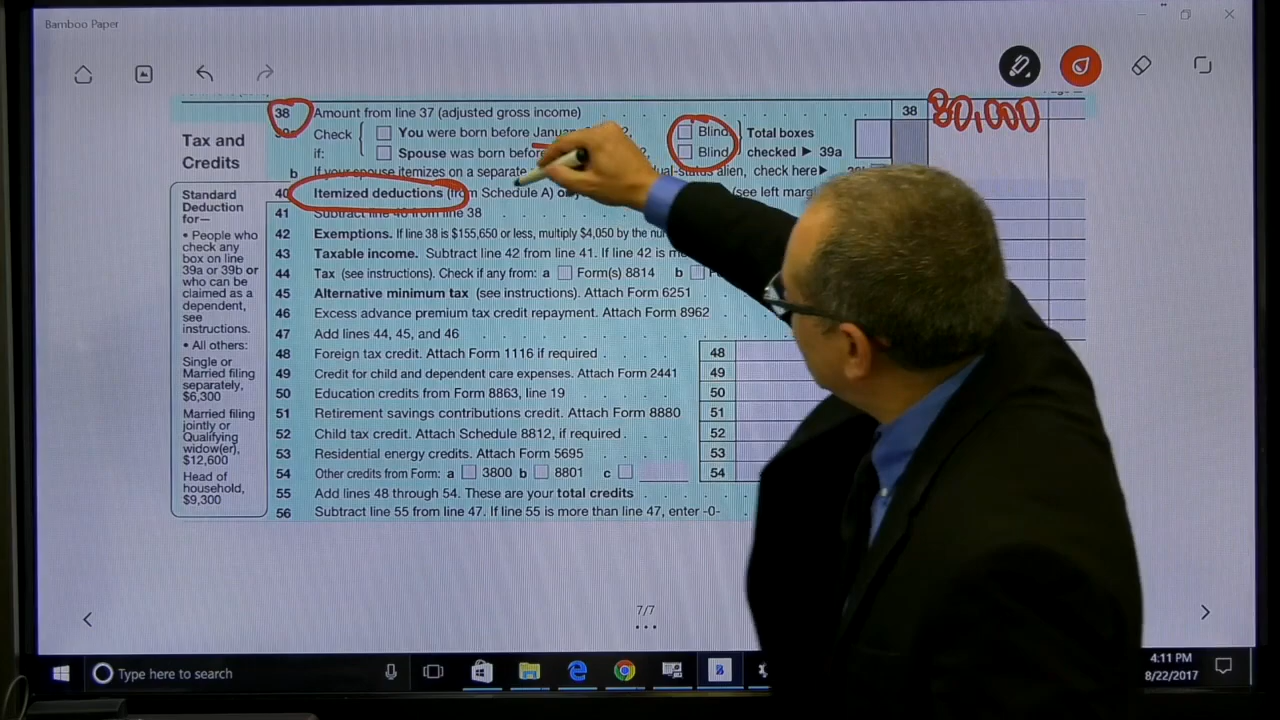 Bamboo Paper
38 Amount from line 37 (adjusted gross income) 38 80,000
Tax and Credits
Check if:
You were born before Blind
Spouse was born before Blind
Total boxes checked ▶ 39a
b If your spouse itemizes on a separate alien, check here▶
40 Itemized deductions (from Schedule A) (see left
41 Subtract line 40 from line 38
42 Exemptions. If line 38 is $155,650 or less, multiply $4,050 by the
43 Taxable income. Subtract line 42 from line 41. If line 42 is
44 Tax (see instructions). Check if any from: a Form(s) 8814 b
45 Alternative minimum tax (see instructions). Attach Form 6251
46 Excess advance premium tax credit repayment. Attach Form 8962
47 Add lines 44, 45, and 46
48 Foreign tax credit. Attach Form 1116 if required 48
49 Credit for child and dependent care expenses. Attach Form 2441 49
50 Education credits from Form 8863, line 19 50
51 Retirement savings contributions credit. Attach Form 8880 51
52 Child tax credit. Attach Schedule 8812, if required 52
53 Residential energy credits. Attach Form 5695 53
54 Other credits from Form: a 3800 b 8801 c 54
55 Add lines 48 through 54. These are your total credits
56 Subtract line 55 from line 47. If line 55 is more than line 47, enter -0-
Standard
Deduction
for—
• People who
check any
box on line
39a or 39b or
who can be
claimed as a
dependent,
see
instructions.
• All others:
Single or
Married filing
separately,
$6,300
Married filing
jointly or
Qualifying
widow(er),
$12,600
Head of
household,
$9,300
7/7
Type here to search
4:11 PM
8/22/2017